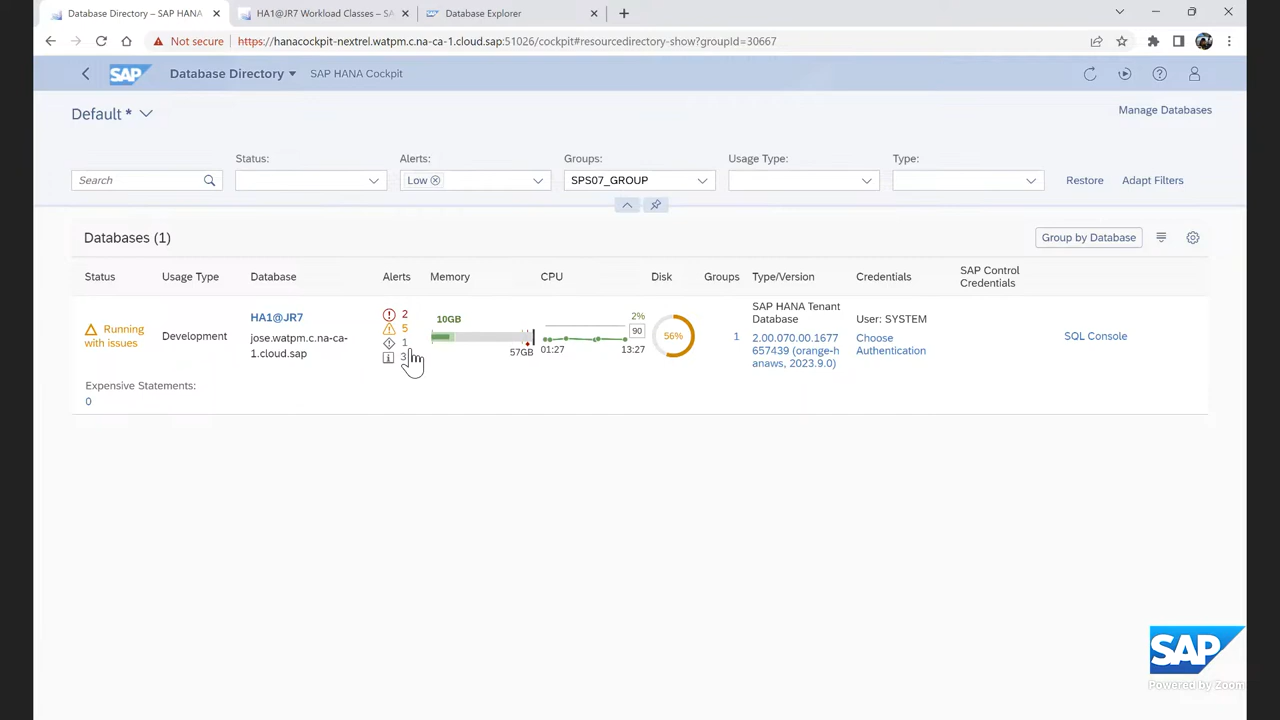 Database Directory – SAP HANA
HA1@JR7 Workload Classes – SA
Database Explorer
Not secure
https://hanacockpit-nextrel.watpm.c.na-ca-1.cloud.sap:51026/cockpit#resourcedirectory-show?groupId=30667
SAP
Database Directory
SAP HANA Cockpit
Default *
Manage Databases
Status:
Alerts:
Groups:
Usage Type:
Type:
Search
Low
SPS07_GROUP
Restore
Adapt Filters
Databases (1)
Group by Database
Status
Usage Type
Database
Alerts
Memory
CPU
Disk
Groups
Type/Version
Credentials
SAP Control
Credentials
Running
with issues
Development
HA1@JR7
jose.watpm.c.na-ca-
1.cloud.sap
2
5
1
3
10GB
57GB
2%
90
01:27
13:27
56%
1
SAP HANA Tenant
Database
2.00.070.00.1677
657439 (orange-h
anaws, 2023.9.0)
User: SYSTEM
Choose
Authentication
SQL Console
Expensive Statements:
0
SAP
Powered by Zoom